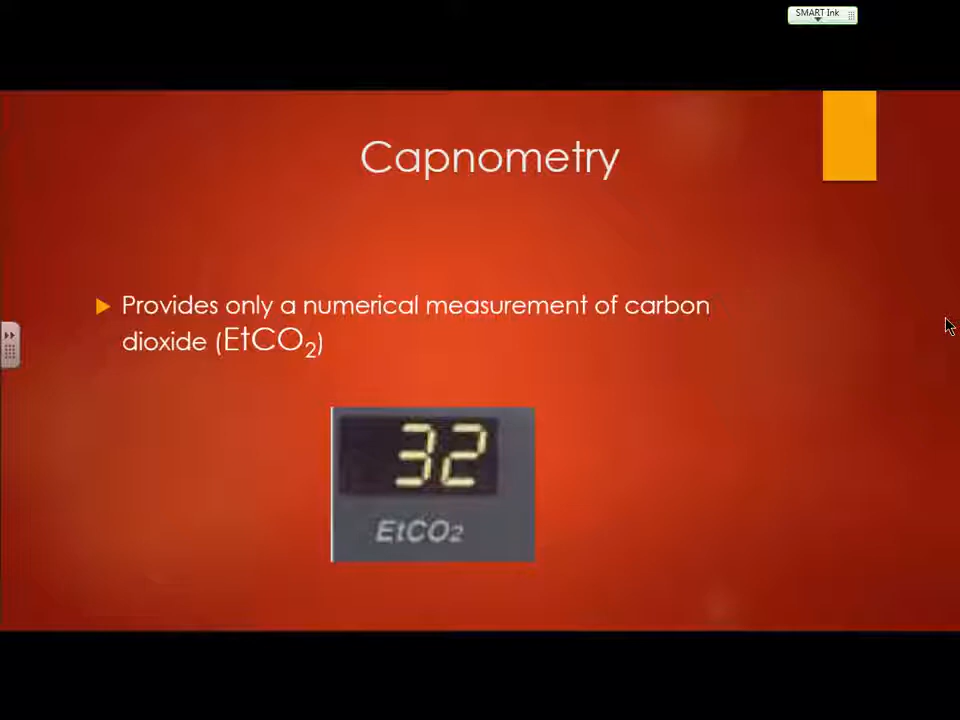 SMART Ink
Capnometry
Provides only a numerical measurement of carbon
dioxide (EtCO₂)
32
EtCO₂